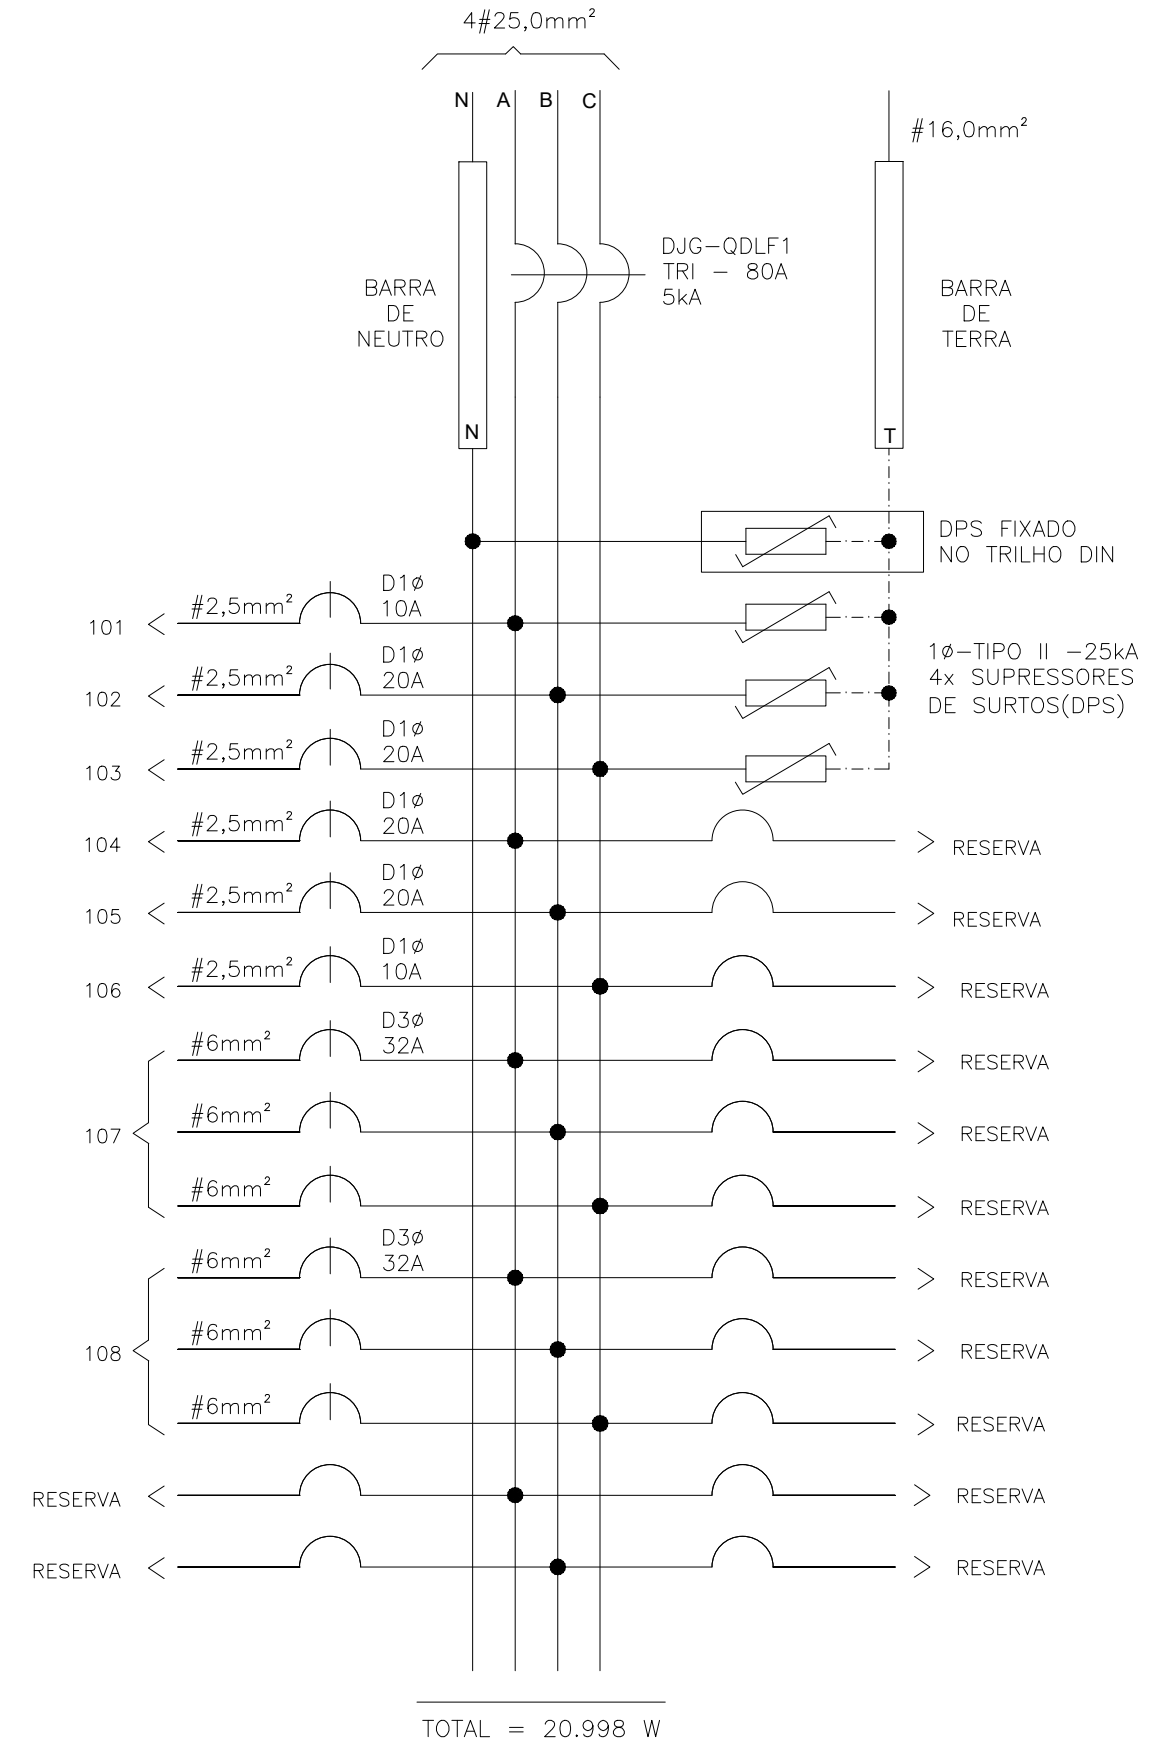 4#25,0mm²
N A B C
#16,0mm²
DJG-QDLF1
TRI - 80A
5kA
BARRA
DE
NEUTRO
BARRA
DE
TERRA
N
T
DPS FIXADO
NO TRILHO DIN
101 #2,5mm² D1ø
10A
1ø-TIPO II -25kA
4x SUPRESSORES
DE SURTOS(DPS)
102 #2,5mm² D1ø
20A
103 #2,5mm² D1ø
20A
104 #2,5mm² D1ø
20A
RESERVA
105 #2,5mm² D1ø
20A
RESERVA
106 #2,5mm² D1ø
10A
RESERVA
107
#6mm² D3ø
32A
RESERVA
#6mm² RESERVA
#6mm² RESERVA
108
#6mm² D3ø
32A
RESERVA
#6mm² RESERVA
#6mm² RESERVA
RESERVA RESERVA
RESERVA RESERVA
TOTAL = 20.998 W